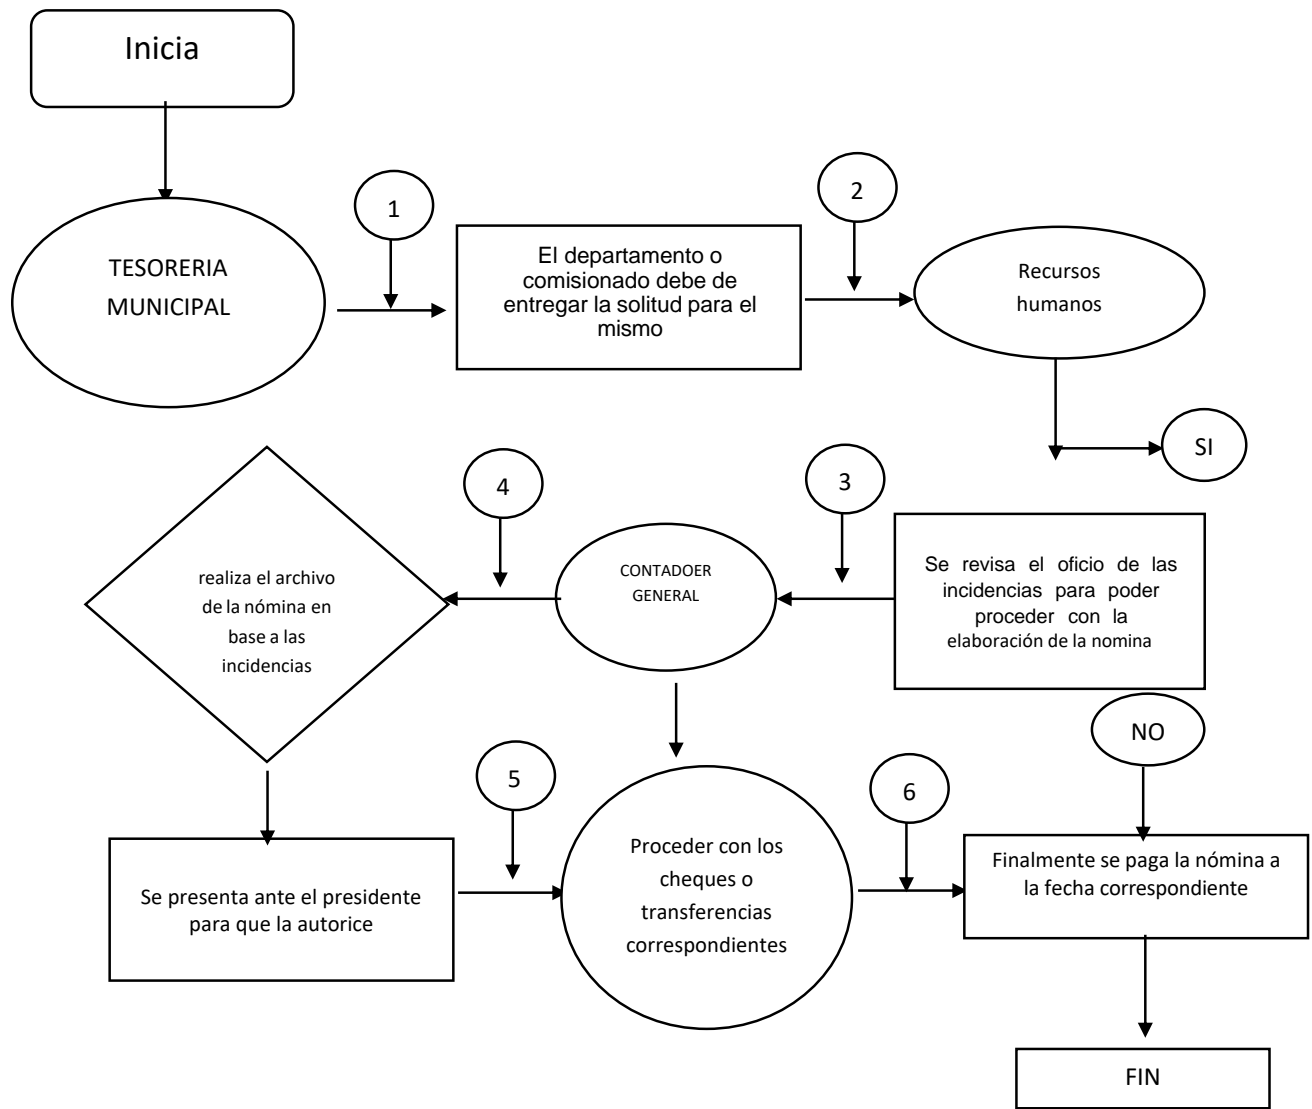 Inicia
TESORERIA
MUNICIPAL
1
El departamento o
comisionado debe de
entregar la solitud para el
mismo
2
Recursos
humanos
SI
3
Se revisa el oficio de las
incidencias para poder
proceder con la
elaboración de la nomina
CONTADOER
GENERAL
4
realiza el archivo
de la nómina en
base a las
incidencias
NO
Se presenta ante el presidente
para que la autorice
5
Proceder con los
cheques o
transferencias
correspondientes
6
Finalmente se paga la nómina a
la fecha correspondiente
FIN